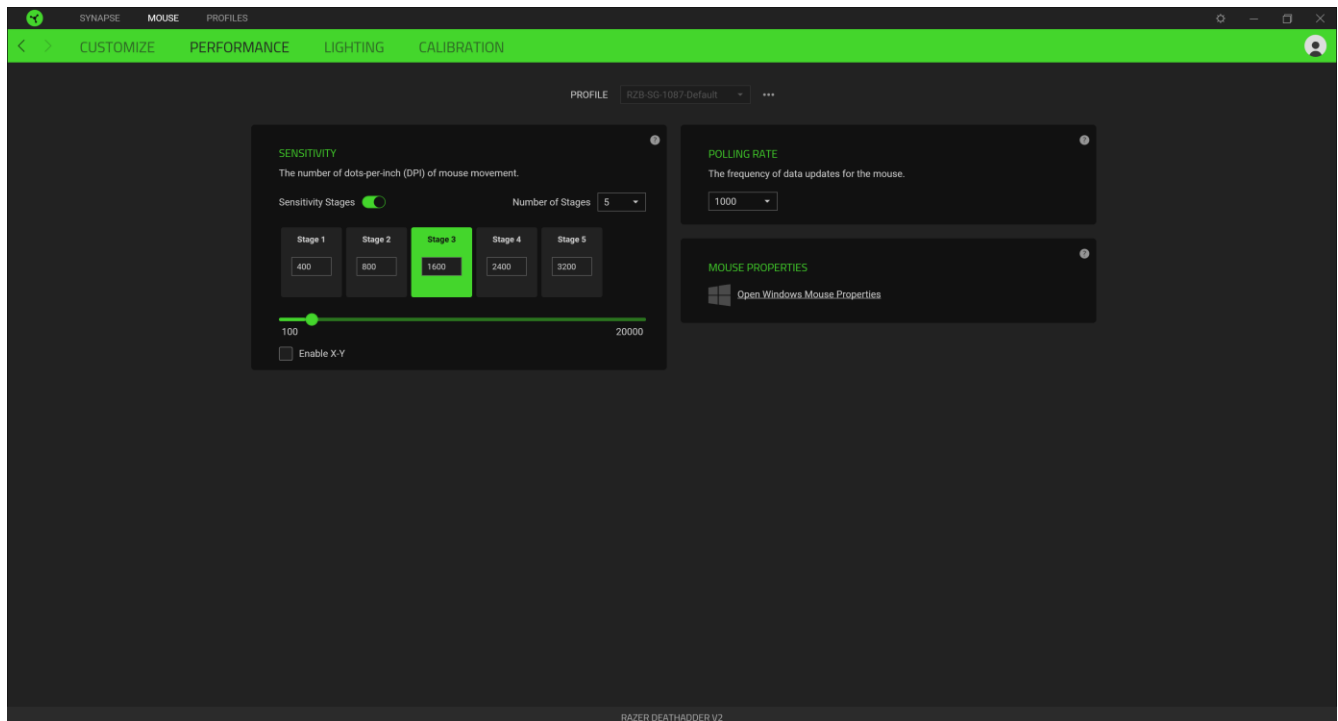 SYNAPSE MOUSE PROFILES
CUSTOMIZE PERFORMANCE LIGHTING CALIBRATION
PROFILE RZB-SG-1087-Default
SENSITIVITY
The number of dots-per-inch (DPI) of mouse movement.
Sensitivity Stages Number of Stages 5
Stage 1 Stage 2 Stage 3 Stage 4 Stage 5
400 800 1600 2400 3200
100 20000
Enable X-Y
POLLING RATE
The frequency of data updates for the mouse.
1000
MOUSE PROPERTIES
Open Windows Mouse Properties
RAZER DEATHADDER V2